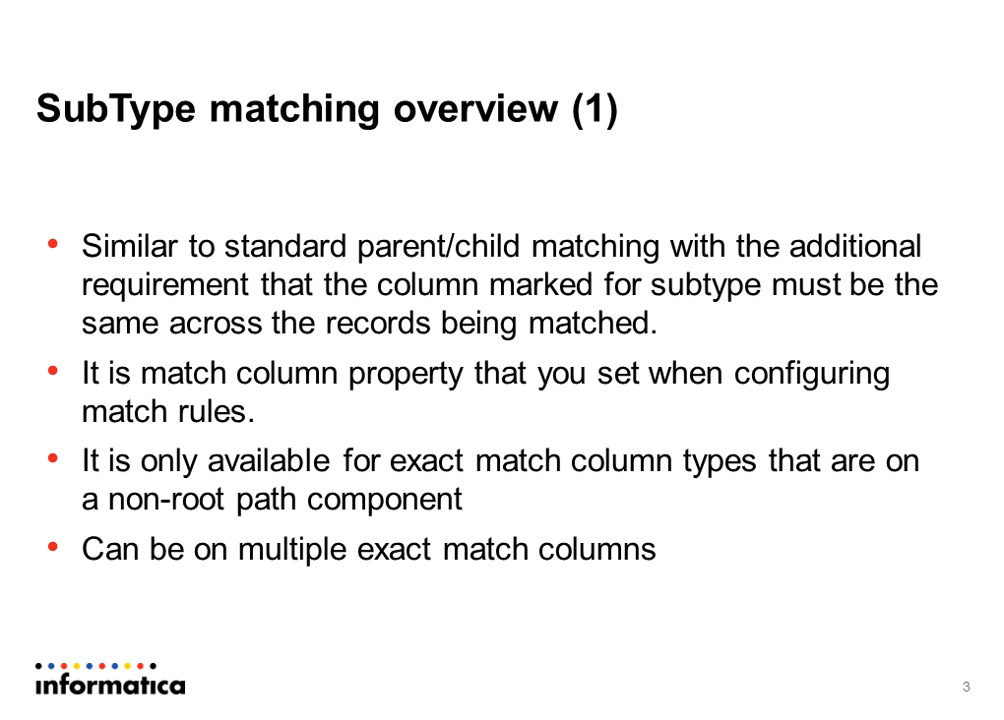 SubType matching overview (1)
• Similar to standard parent/child matching with the additional
requirement that the column marked for subtype must be the
same across the records being matched.
• It is match column property that you set when configuring
match rules.
• It is only available for exact match column types that are on
a non-root path component
• Can be on multiple exact match columns
informatica
3